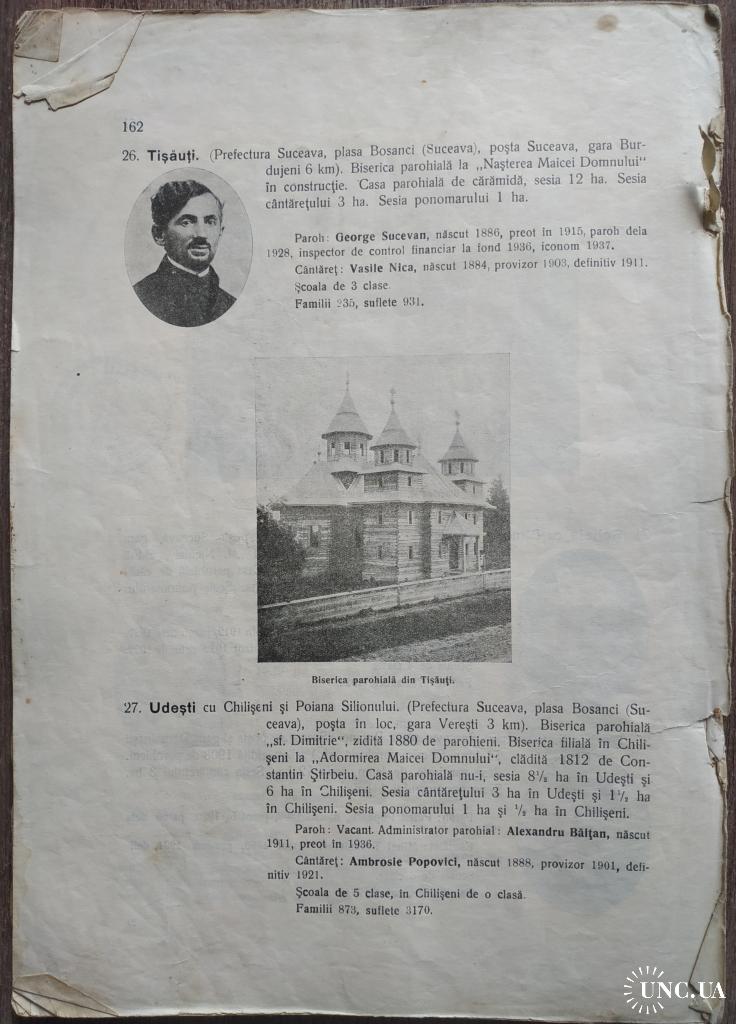 162
26. Tişăuţi. (Prefectura Suceava, plasa Bosanci (Suceava), poşta Suceava, gara Bur-
dujeni 6 km). Biserica parohială la „Naşterea Maicei Domnului“
în construcţie. Casa parohială de cărămidă, sesia 12 ha. Sesia
cântăreţului 3 ha. Sesia ponomarului 1 ha.
Paroh: George Sucevan, născut 1886, preot în 1915, paroh dela
1928, inspector de control financiar la fond 1936, iconom 1937.
Cântăreţ: Vasile Nica, născut 1884, provizor 1903, definitiv 1911.
Şcoala de 3 clase.
Familii 235, suflete 931.
Biserica parohială din Tişăuţi.
27. Udeşti cu Chilişeni şi Poiana Silionului. (Prefectura Suceava, plasa Bosanci (Su-
ceava), poşta în loc, gara Vereşti 3 km). Biserica parohială
„sf. Dimitrie“, zidită 1880 de parohieni. Biserica filială în Chili-
şeni la „Adormirea Maicei Domnului“, clădită 1812 de Con-
stantin Ştirbeiu. Casă parohială nu-i, sesia 8½ ha în Udeşti şi
6 ha în Chilişeni. Sesia cântăreţului 3 ha în Udeşti şi 1½ ha
în Chilişeni. Sesia ponomarului 1 ha şi ½ ha în Chilişeni.
Paroh: Vacant. Administrator parohial: Alexandru Bălţan, născut
1911, preot în 1936.
Cântăreţ: Ambrosie Popovici, născut 1888, provizor 1901, defi-
nitiv 1921.
Şcoala de 5 clase, în Chilişeni de o clasă.
Familii 873, suflete 3170.
UNC.UA